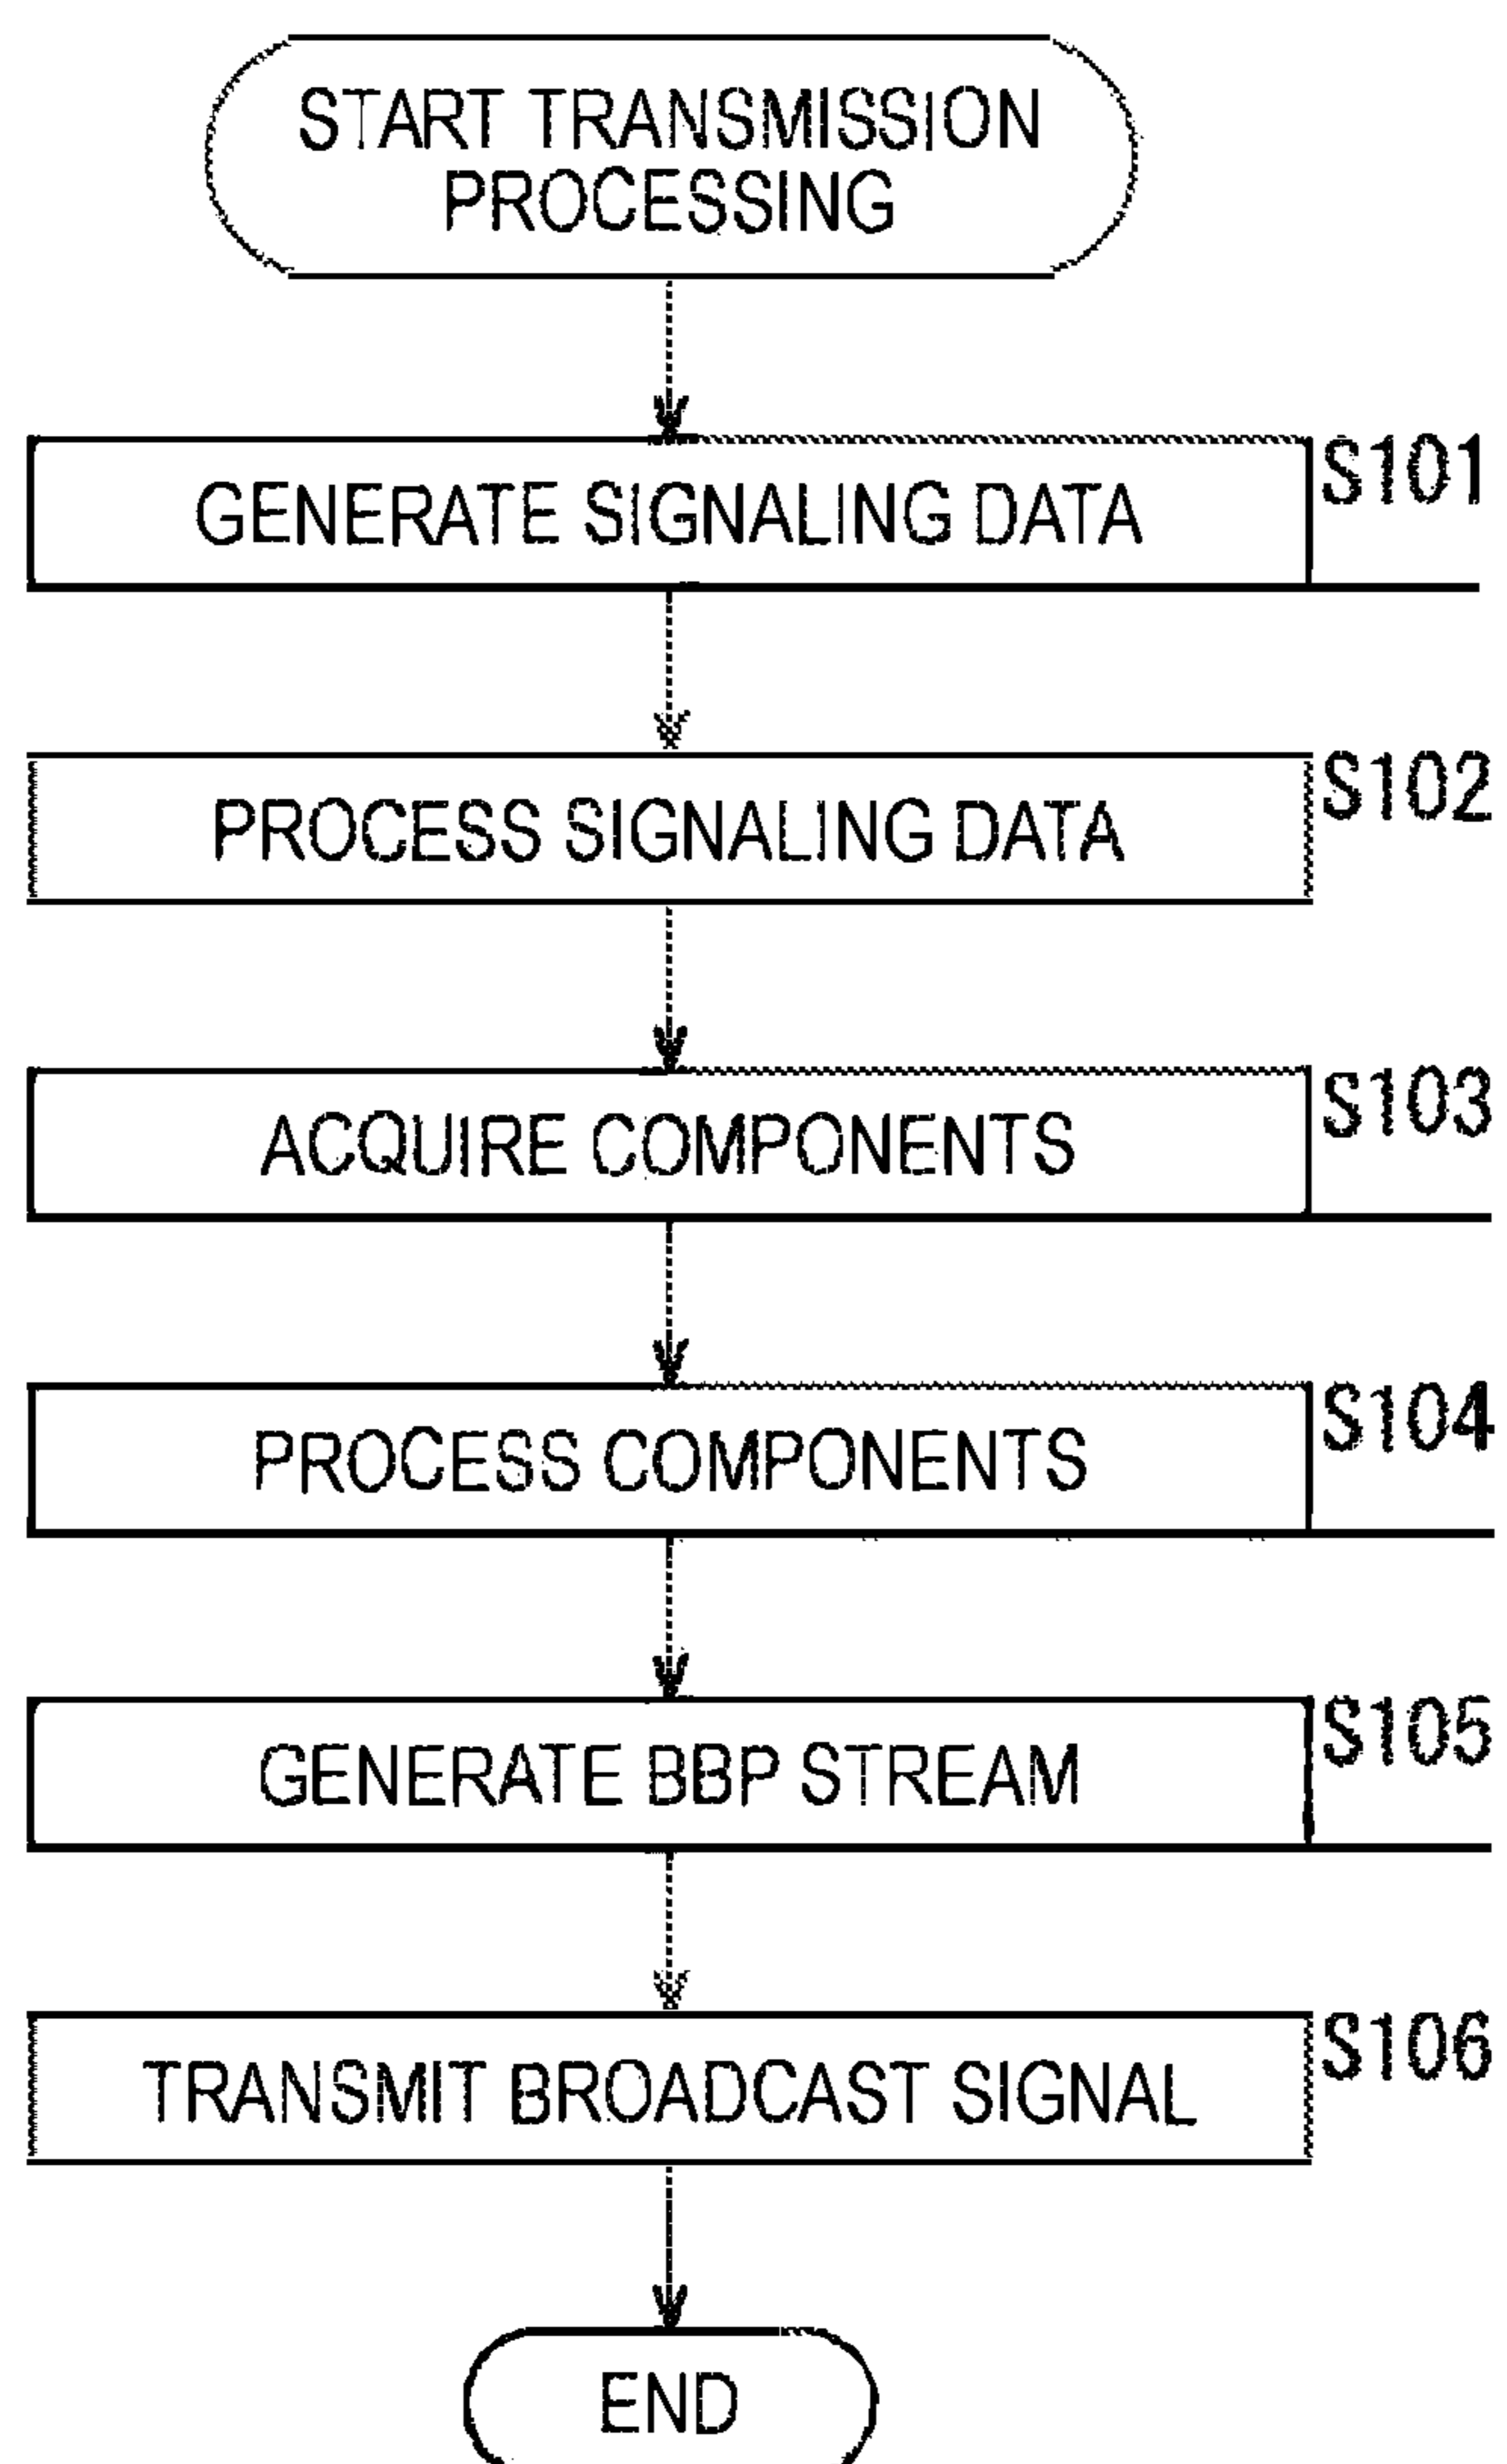 START TRANSMISSION
PROCESSING
GENERATE SIGNALING DATA
S101
PROCESS SIGNALING DATA
S102
ACQUIRE COMPONENTS
S103
PROCESS COMPONENTS
S104
GENERATE BBP STREAM
S105
TRANSMIT BROADCAST SIGNAL
S106
END